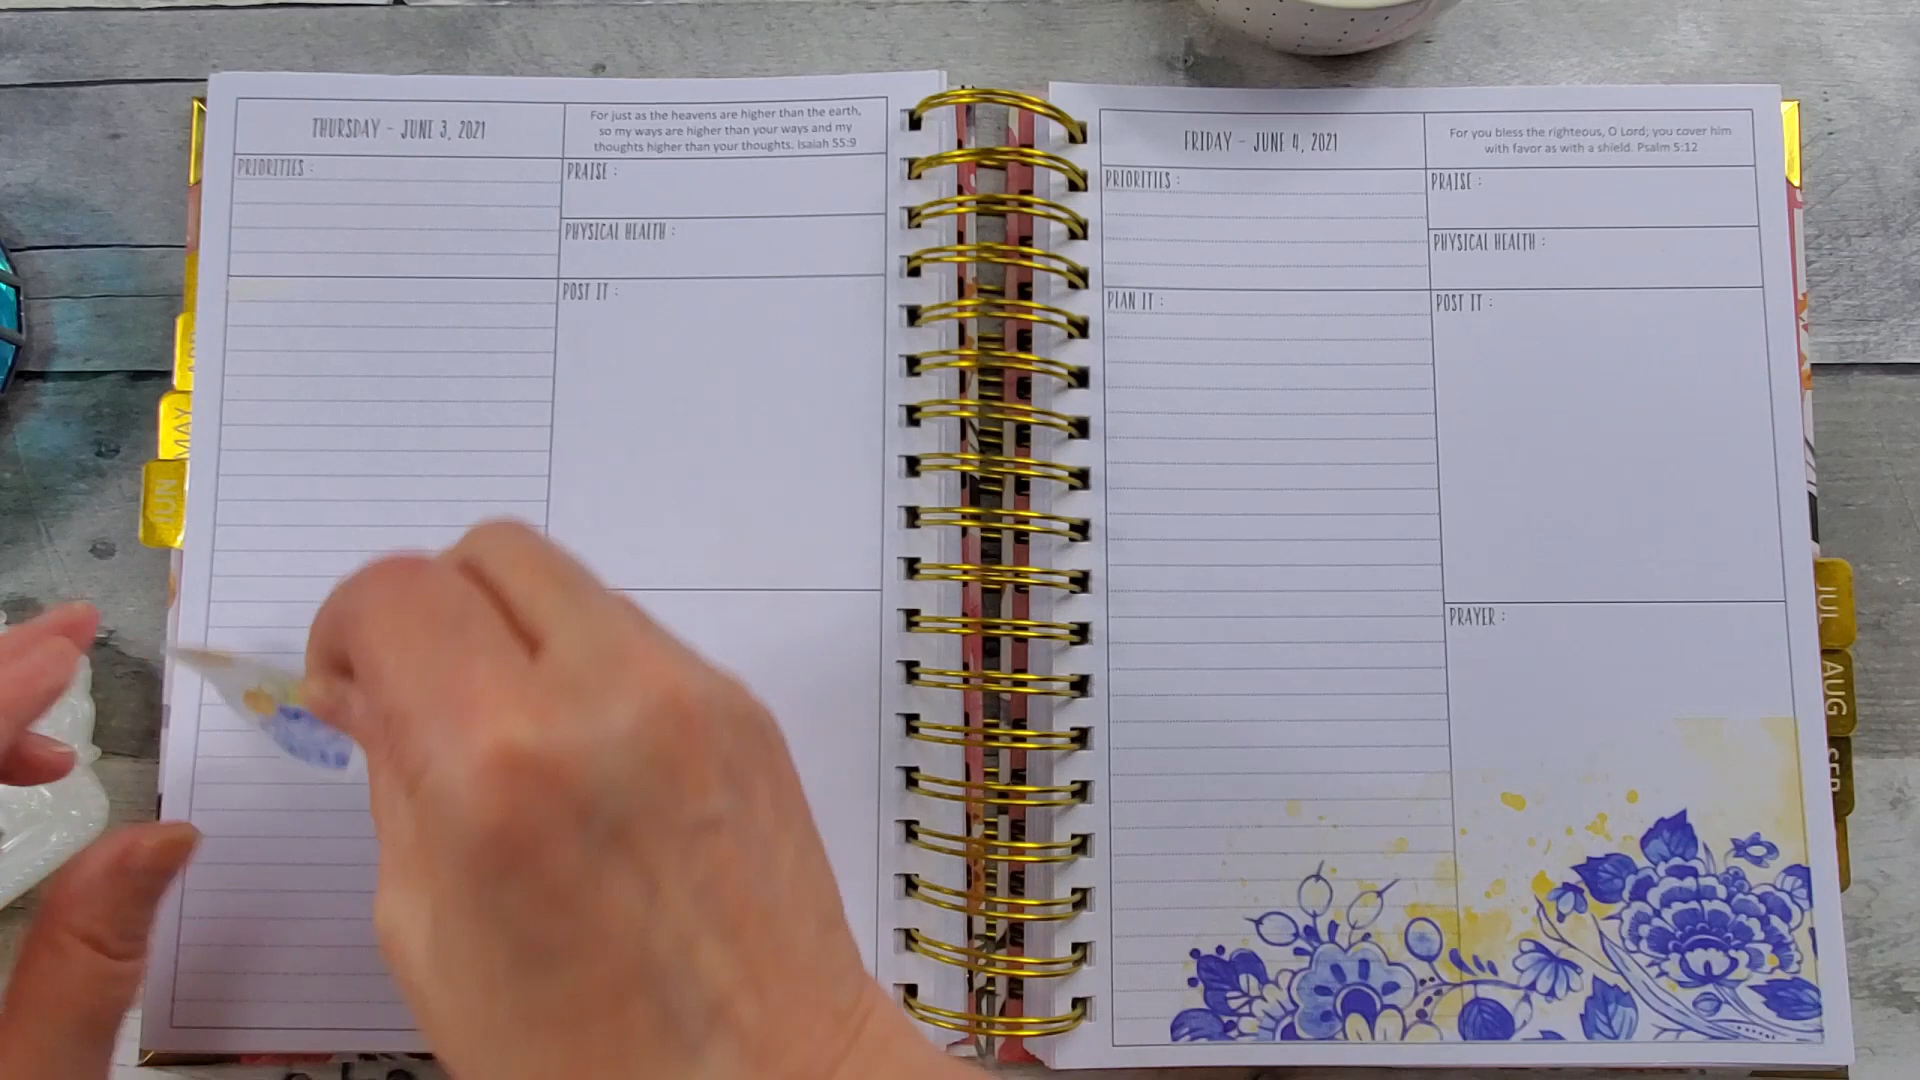 THURSDAY - JUNE 3, 2021
For just as the heavens are higher than the earth,
so my ways are higher than your ways and my
thoughts higher than your thoughts. Isaiah 55:9
PRIORITIES :
PRAISE :
PHYSICAL HEALTH :
POST IT :
MAY
JUN
FRIDAY - JUNE 4, 2021
For you bless the righteous, O Lord; you cover him
with favor as with a shield. Psalm 5:12
PRIORITIES :
PRAISE :
PHYSICAL HEALTH :
PLAN IT :
POST IT :
PRAYER :
JUL
AUG
SEP